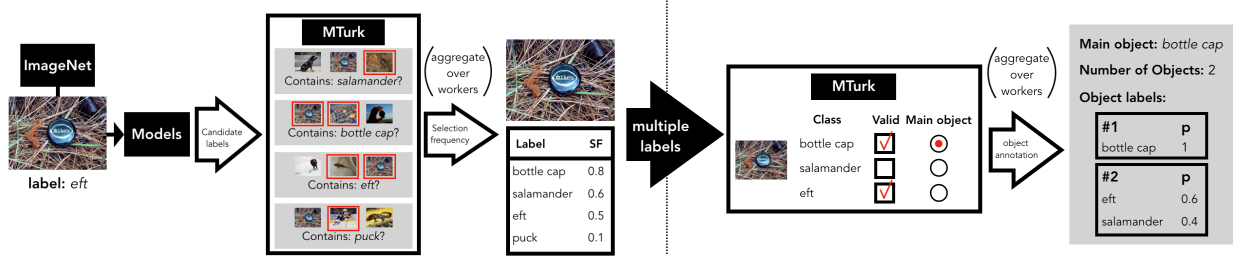 ImageNet
mikes
label: eft
Models
Candidate
labels
MTurk
Contains: salamander?
Contains: bottle cap?
Contains: eft?
Contains: puck?
(aggregate
over
workers)
Selection
frequency
mikes
Label SF
bottle cap 0.8
salamander 0.6
eft 0.5
puck 0.1
multiple
labels
MTurk
Class Valid Main object
bottle cap
salamander
eft
(aggregate
over
workers)
object
annotation
Main object: bottle cap
Number of Objects: 2
Object labels:
#1 p
bottle cap 1
#2 p
eft 0.6
salamander 0.4